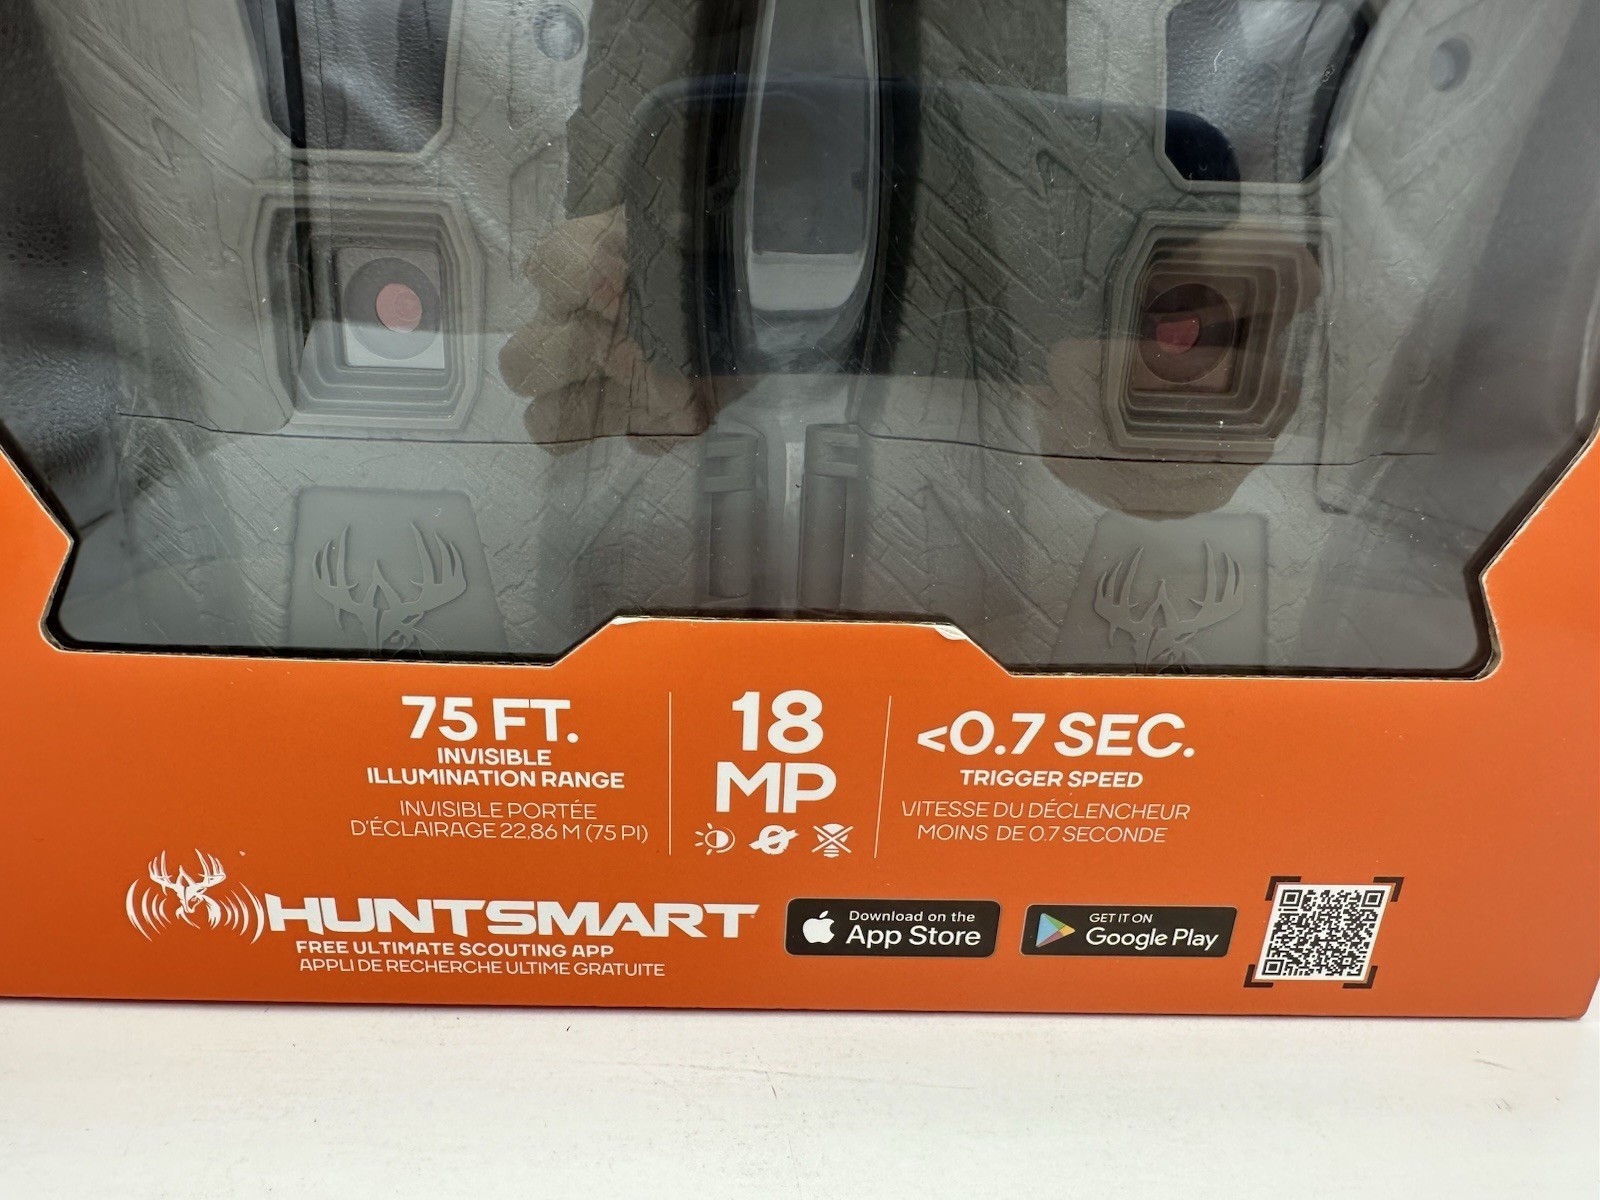 75 FT.
INVISIBLE
ILLUMINATION RANGE
INVISIBLE PORTÉE
D'ÉCLAIRAGE 22,86 M (75 PI)
18
MP
<0.7 SEC.
TRIGGER SPEED
VITESSE DU DÉCLENCHEUR
MOINS DE 0.7 SECONDE
HUNTSMART
FREE ULTIMATE SCOUTING APP
APPLI DE RECHERCHE ULTIME GRATUITE
Download on the
App Store
GET IT ON
Google Play